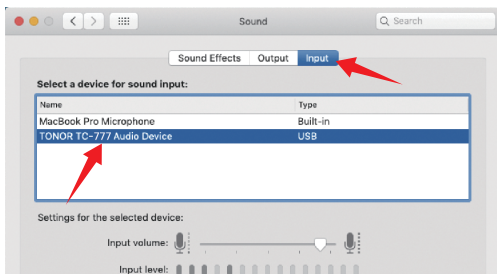 Sound
Search
Sound Effects Output Input
Select a device for sound input:
Name Type
MacBook Pro Microphone Built-in
TONOR TC-777 Audio Device USB
Settings for the selected device:
Input volume:
Input level: